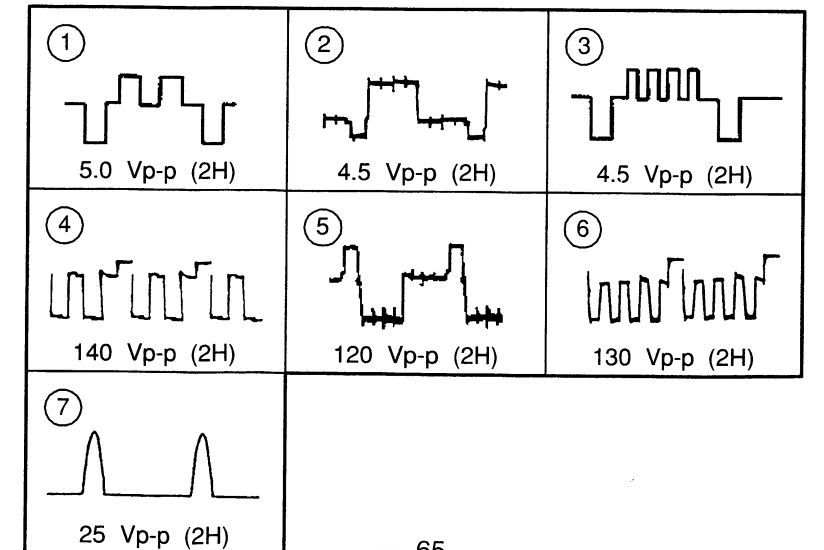 1 2 3
5.0 Vp-p (2H) 4.5 Vp-p (2H) 4.5 Vp-p (2H)
4 5 6
140 Vp-p (2H) 120 Vp-p (2H) 130 Vp-p (2H)
7
25 Vp-p (2H)
65